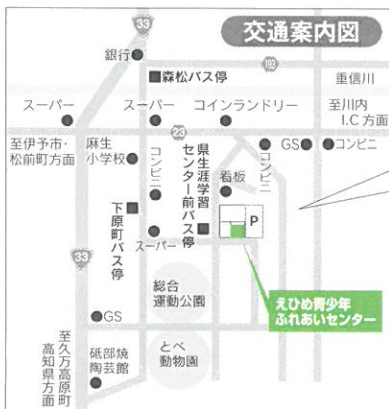 交通案内図
33
銀行
森松バス停
193
重信川
スーパー
スーパー
コインランドリー
至川内
I.C 方面
23
至伊予市・
松前町方面
麻生
小学校
コンビニ
県生涯学習
センター前バス停
コンビニ
GS
コンビニ
看板
P
下原町バス停
スーパー
33
総合
運動公園
えひめ青少年
ふれあいセンター
GS
至久万高原町
高知県方面
砥部焼
陶芸館
とべ
動物園